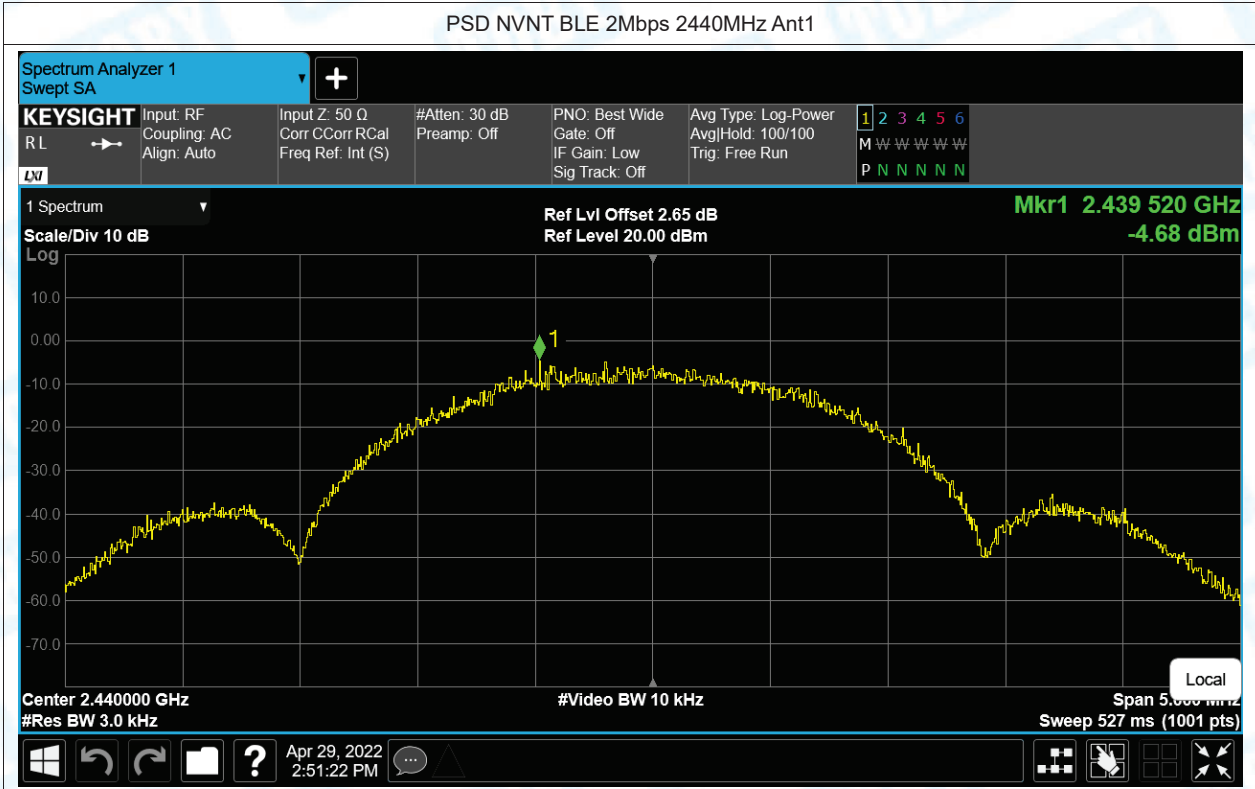 PSD NVNT BLE 2Mbps 2440MHz Ant1
Spectrum Analyzer 1
Swept SA
+
KEYSIGHT
R L
LXI
Input: RF
Coupling: AC
Align: Auto
Input Z: 50 Ω
Corr CCorr RCal
Freq Ref: Int (S)
#Atten: 30 dB
Preamp: Off
PNO: Best Wide
Gate: Off
IF Gain: Low
Sig Track: Off
Avg Type: Log-Power
Avg|Hold: 100/100
Trig: Free Run
1 2 3 4 5 6
M W W W W W
P N N N N N
1 Spectrum
Scale/Div 10 dB
Log
Ref Lvl Offset 2.65 dB
Ref Level 20.00 dBm
Mkr1 2.439 520 GHz
-4.68 dBm
10.0
0.00
-10.0
-20.0
-30.0
-40.0
-50.0
-60.0
-70.0
1
Center 2.440000 GHz
#Res BW 3.0 kHz
#Video BW 10 kHz
Local
Span 5.000 MHz
Sweep 527 ms (1001 pts)
?
Apr 29, 2022
2:51:22 PM